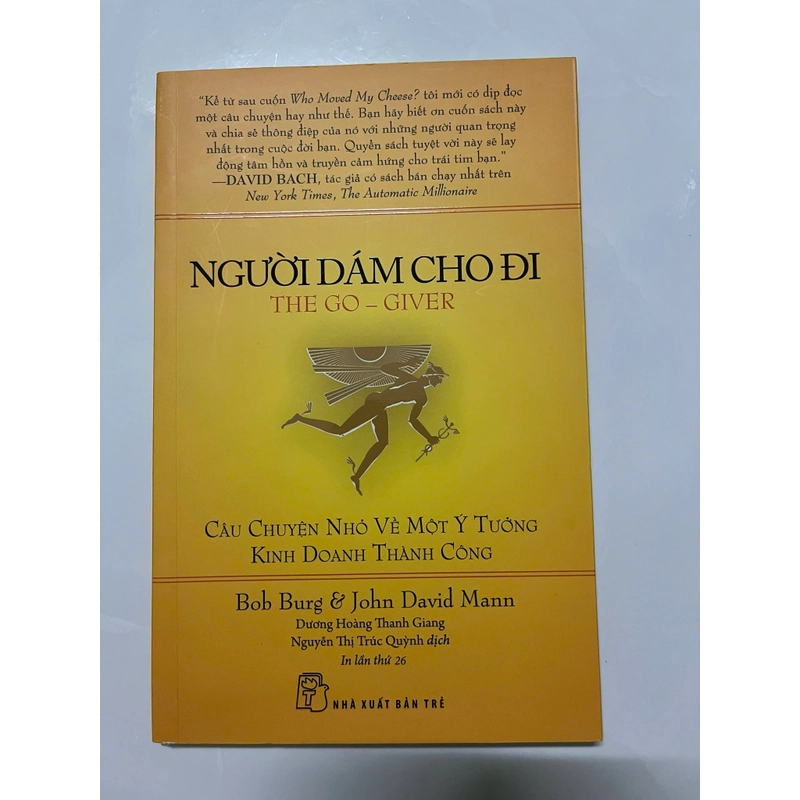 “Kể từ sau cuốn Who Moved My Cheese? tôi mới có dịp đọc
một câu chuyện hay như thế. Bạn hãy biết ơn cuốn sách này
và chia sẻ thông điệp của nó với những người quan trọng
nhất trong cuộc đời bạn. Quyển sách tuyệt vời này sẽ lay
động tâm hồn và truyền cảm hứng cho trái tim bạn.”
—DAVID BACH, tác giả có sách bán chạy nhất trên
New York Times, The Automatic Millionaire
NGƯỜI DÁM CHO ĐI
THE GO – GIVER
CÂU CHUYỆN NHỎ VỀ MỘT Ý TƯỞNG
KINH DOANH THÀNH CÔNG
Bob Burg & John David Mann
Dương Hoàng Thanh Giang
Nguyễn Thị Trúc Quỳnh dịch
In lần thứ 26
T
NHÀ XUẤT BẢN TRẺ